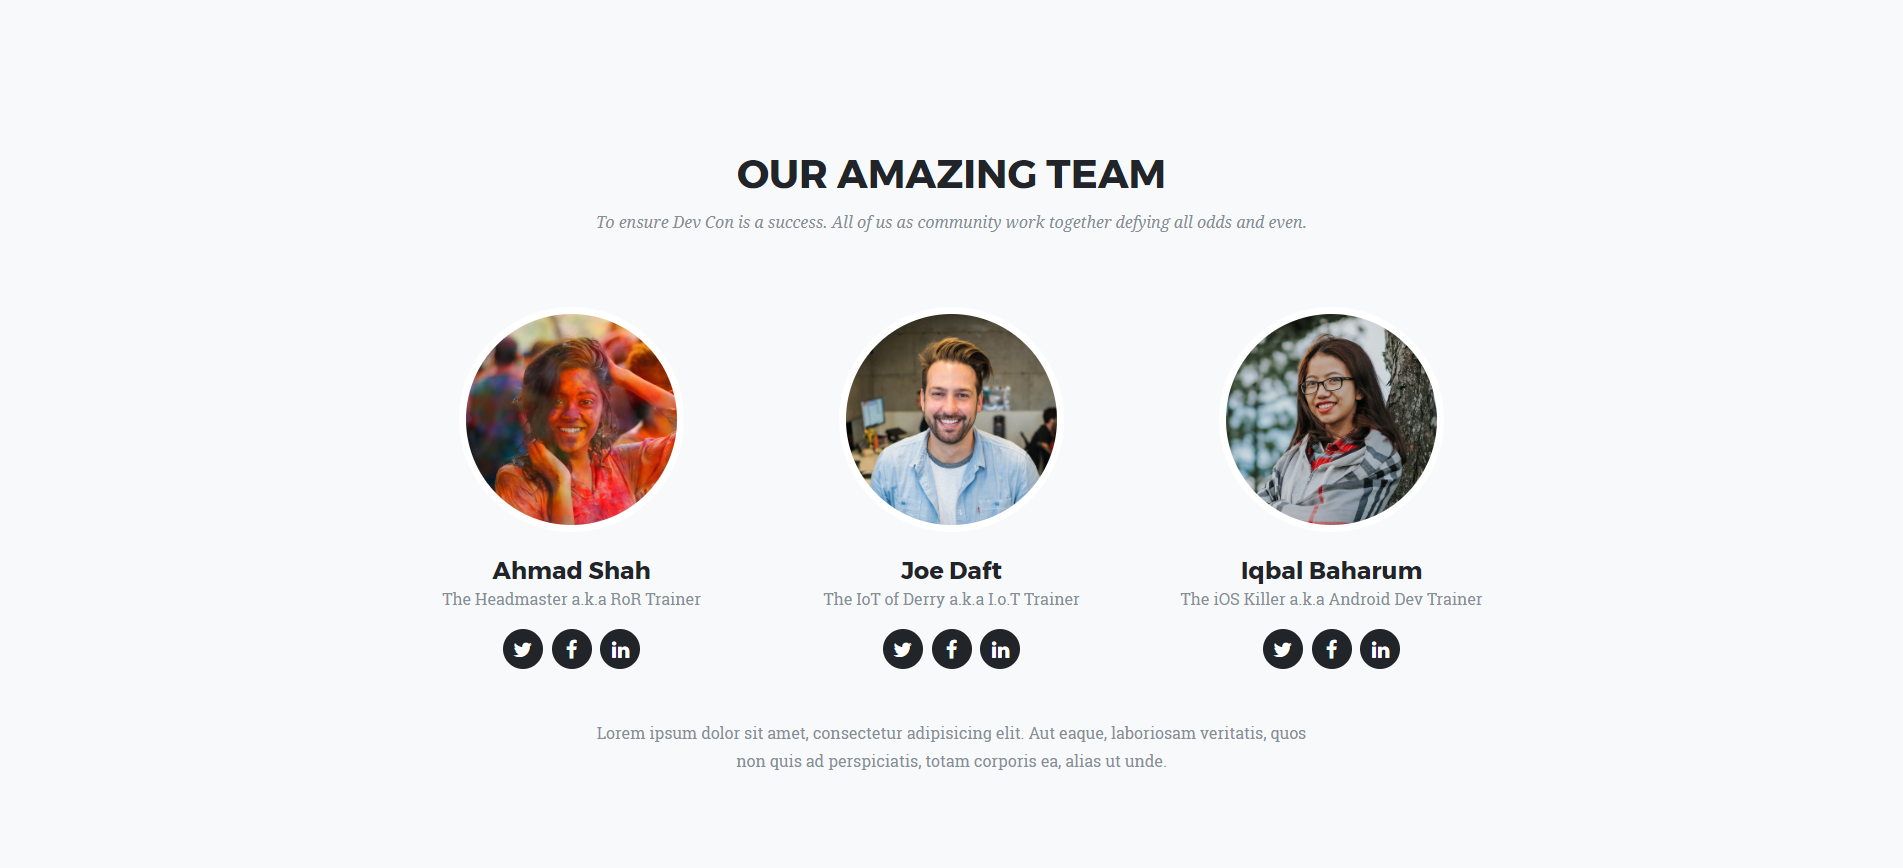 OUR AMAZING TEAM
To ensure Dev Con is a success. All of us as community work together defying all odds and even.
Ahmad Shah
The Headmaster a.k.a RoR Trainer
Joe Daft
The IoT of Derry a.k.a I.o.T Trainer
Iqbal Baharum
The iOS Killer a.k.a Android Dev Trainer
Lorem ipsum dolor sit amet, consectetur adipisicing elit. Aut eaque, laboriosam veritatis, quos
non quis ad perspiciatis, totam corporis ea, alias ut unde.